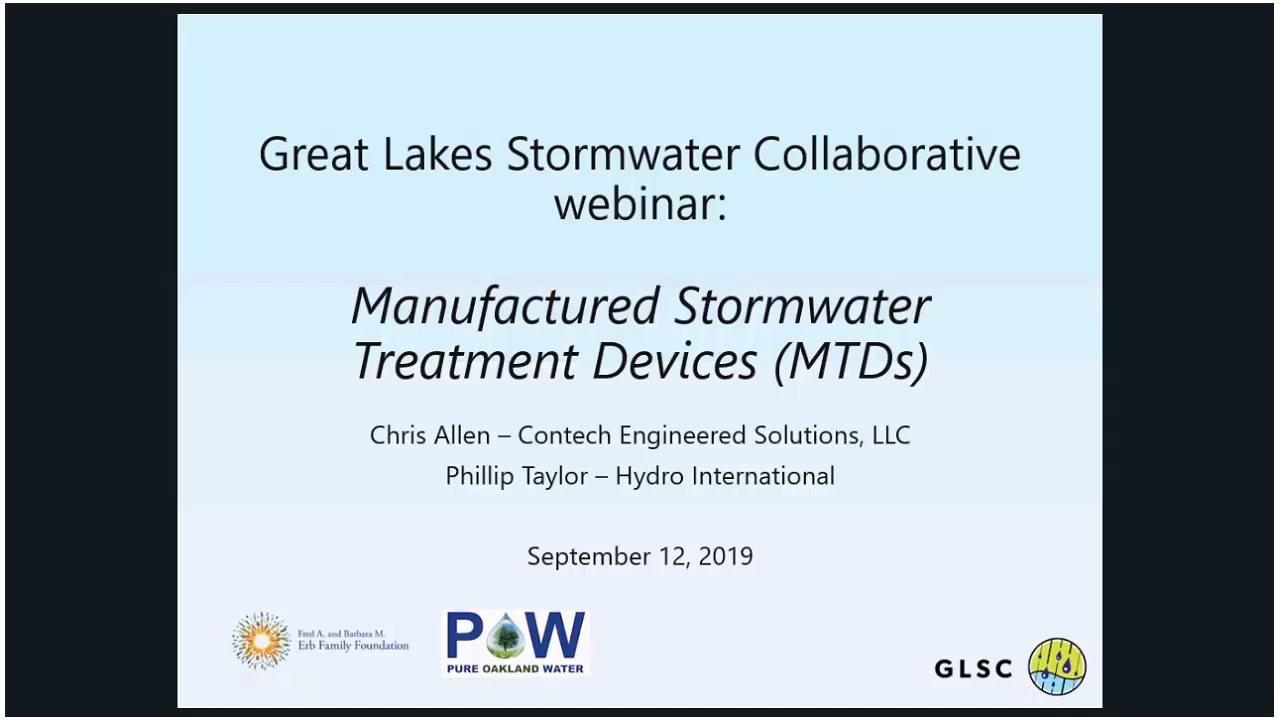 Great Lakes Stormwater Collaborative
webinar:
Manufactured Stormwater
Treatment Devices (MTDs)
Chris Allen – Contech Engineered Solutions, LLC
Phillip Taylor – Hydro International
September 12, 2019
Fred A. and Barbara M.
Erb Family Foundation
POW
PURE OAKLAND WATER
GLSC